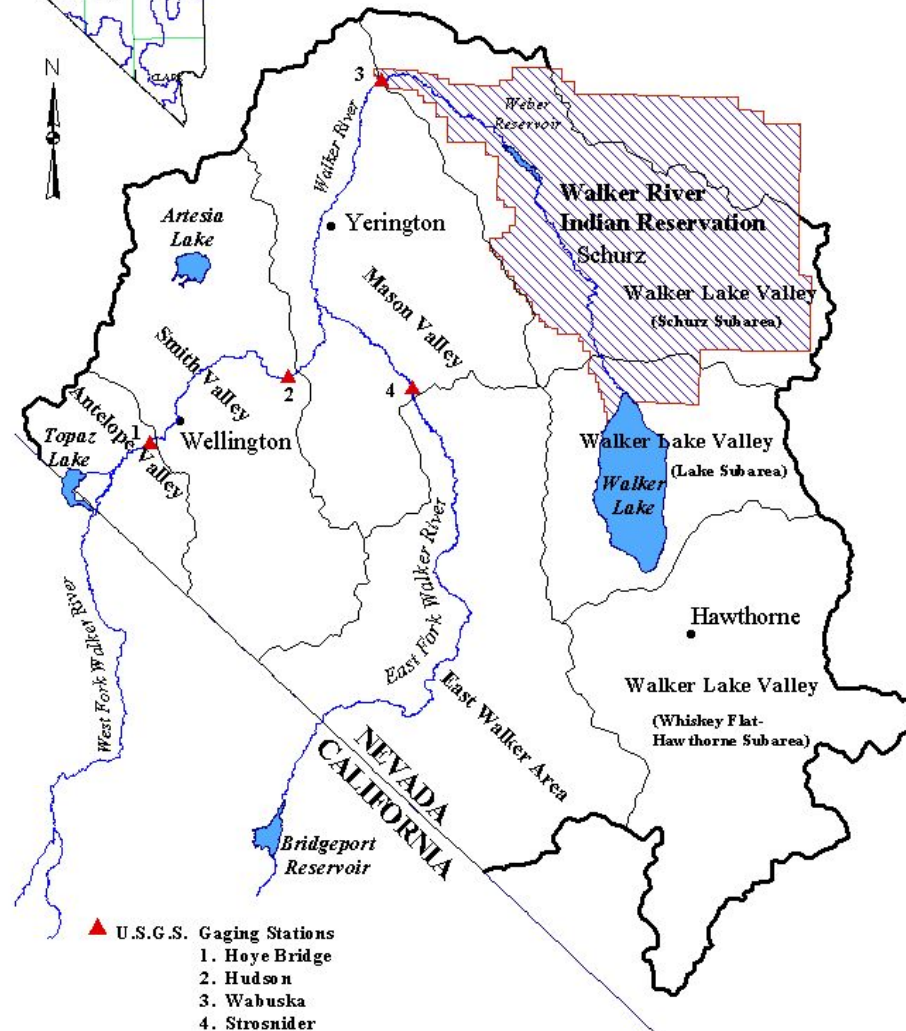 CLARK
N
3
Walker River
Weber
Reservoir
Walker River
Indian Reservation
Schurz
Walker Lake Valley
(Schurz Subarea)
Artesia
Lake
Yerington
Mason Valley
Smith Valley
2
4
Antelope Valley
1
Wellington
Topaz
Lake
Walker Lake Valley
(Lake Subarea)
Walker
Lake
West Fork Walker River
East Fork Walker River
Hawthorne
East Walker Area
Walker Lake Valley
(Whiskey Flat-
Hawthorne Subarea)
NEVADA
CALIFORNIA
Bridgeport
Reservoir
U.S.G.S. Gaging Stations
1. Hoye Bridge
2. Hudson
3. Wabuska
4. Strosnider